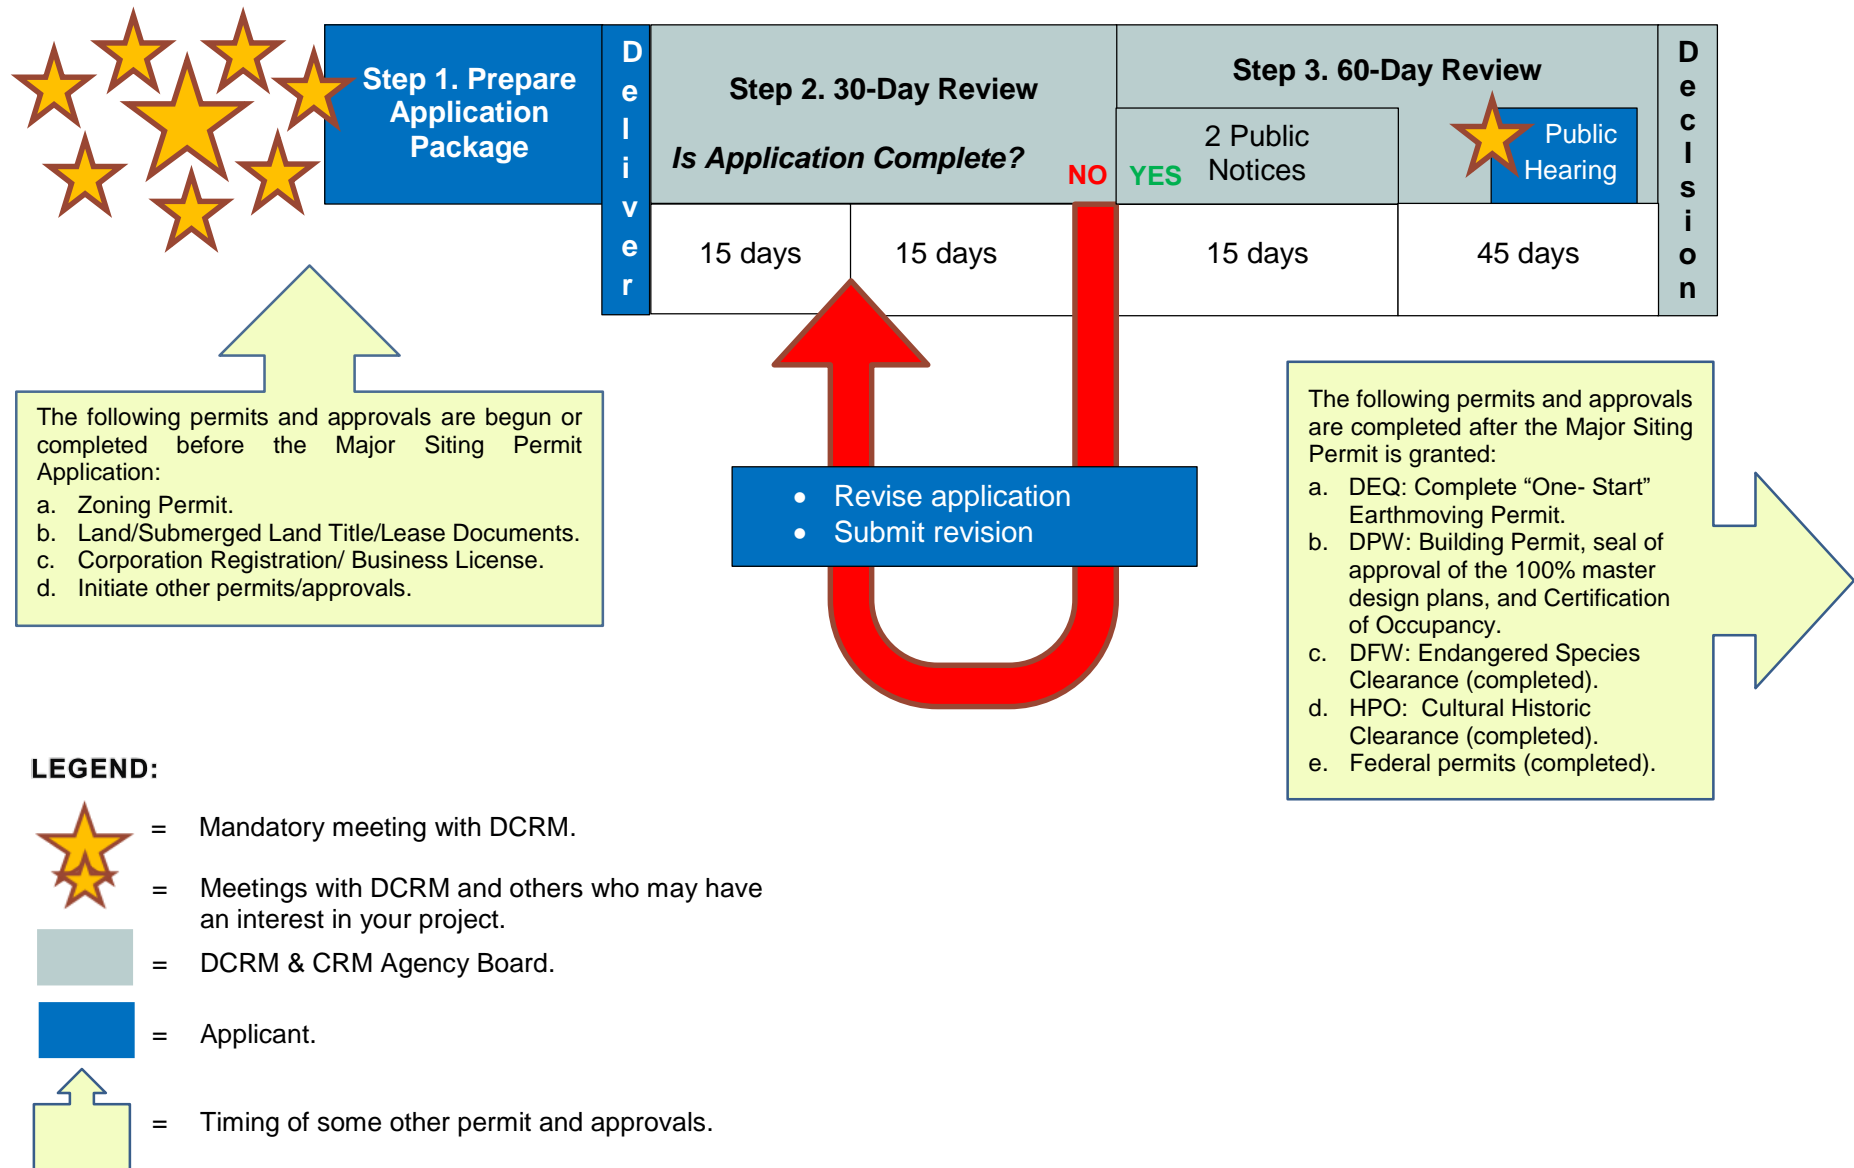 Step 1. Prepare
Application
Package
Deliver
Step 2. 30-Day Review
Is Application Complete?
NO
YES
Step 3. 60-Day Review
2 Public
Notices
Public
Hearing
Decision
15 days
15 days
15 days
45 days
The following permits and approvals are begun or
completed before the Major Siting Permit
Application:
a. Zoning Permit.
b. Land/Submerged Land Title/Lease Documents.
c. Corporation Registration/ Business License.
d. Initiate other permits/approvals.
• Revise application
• Submit revision
The following permits and approvals
are completed after the Major Siting
Permit is granted:
a. DEQ: Complete “One- Start”
Earthmoving Permit.
b. DPW: Building Permit, seal of
approval of the 100% master
design plans, and Certification
of Occupancy.
c. DFW: Endangered Species
Clearance (completed).
d. HPO: Cultural Historic
Clearance (completed).
e. Federal permits (completed).
LEGEND:
= Mandatory meeting with DCRM.
= Meetings with DCRM and others who may have
an interest in your project.
= DCRM & CRM Agency Board.
= Applicant.
= Timing of some other permit and approvals.